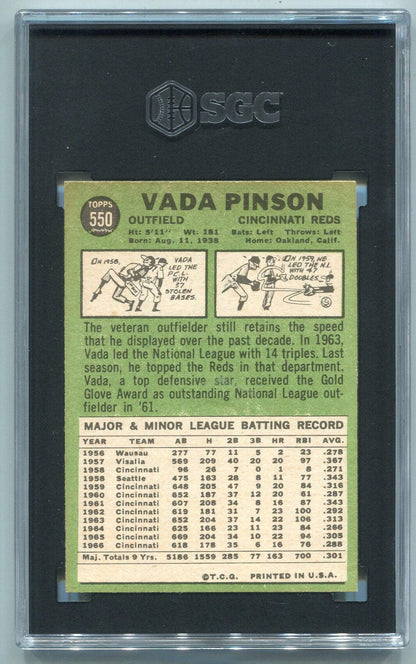 SGC
TOPPS
550
VADA PINSON
OUTFIELD CINCINNATI REDS
Ht: 5'11" Wt: 181 Bats: Left Throws: Left
Born: Aug. 11, 1938 Home: Oakland, Calif.
IN 1958, VADA LED THE P.C.L. WITH 37 STOLEN BASES.
IN 1959, HE LED THE N.L. WITH 47 DOUBLES.
The veteran outfielder still retains the speed
that he displayed over the past decade. In 1963,
Vada led the National League with 14 triples. Last
season, he topped the Reds in that department.
Vada, a top defensive star, received the Gold
Glove Award as outstanding National League out-
fielder in '61.
MAJOR & MINOR LEAGUE BATTING RECORD
YEAR TEAM AB H 2B 3B HR RBI AVG.
1956 Wausau 277 77 11 5 2 23 .278
1957 Visalia 569 209 40 20 20 97 .367
1958 Cincinnati 96 26 7 0 1 8 .271
1958 Seattle 475 163 28 8 11 77 .343
1959 Cincinnati 648 205 47 9 20 84 .316
1960 Cincinnati 652 187 37 12 20 61 .287
1961 Cincinnati 607 208 34 8 16 87 .343
1962 Cincinnati 619 181 31 7 23 100 .292
1963 Cincinnati 652 204 37 14 22 106 .313
1964 Cincinnati 625 166 23 11 23 84 .266
1965 Cincinnati 669 204 34 10 22 94 .305
1966 Cincinnati 618 178 35 6 16 76 .288
Maj. Totals 9 Yrs. 5186 1559 285 77 163 700 .301
©T.C.G. PRINTED IN U.S.A.